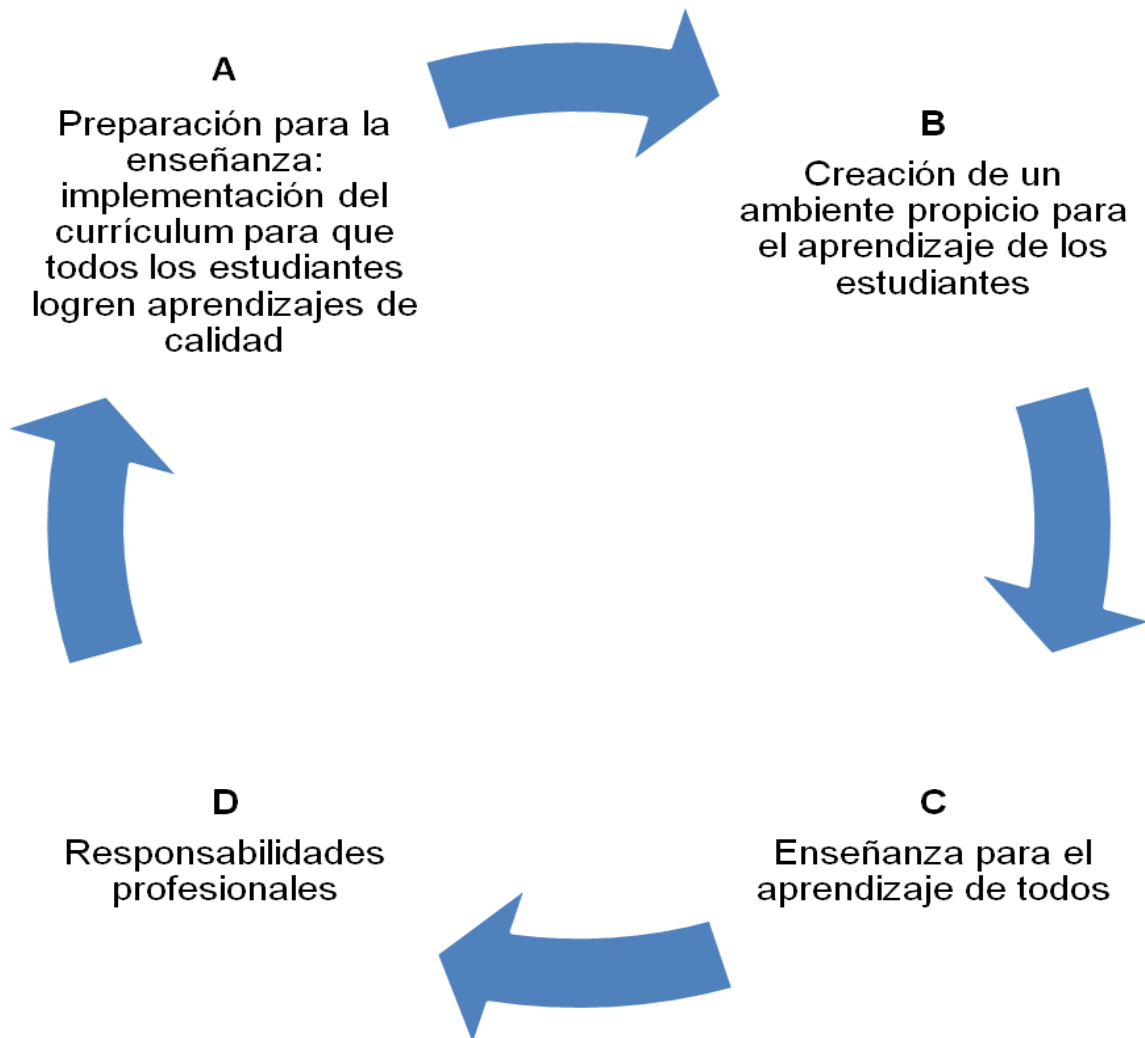 A
Preparación para la
enseñanza:
implementación del
currículum para que
todos los estudiantes
logren aprendizajes de
calidad
B
Creación de un
ambiente propicio para
el aprendizaje de los
estudiantes
D
Responsabilidades
profesionales
C
Enseñanza para el
aprendizaje de todos